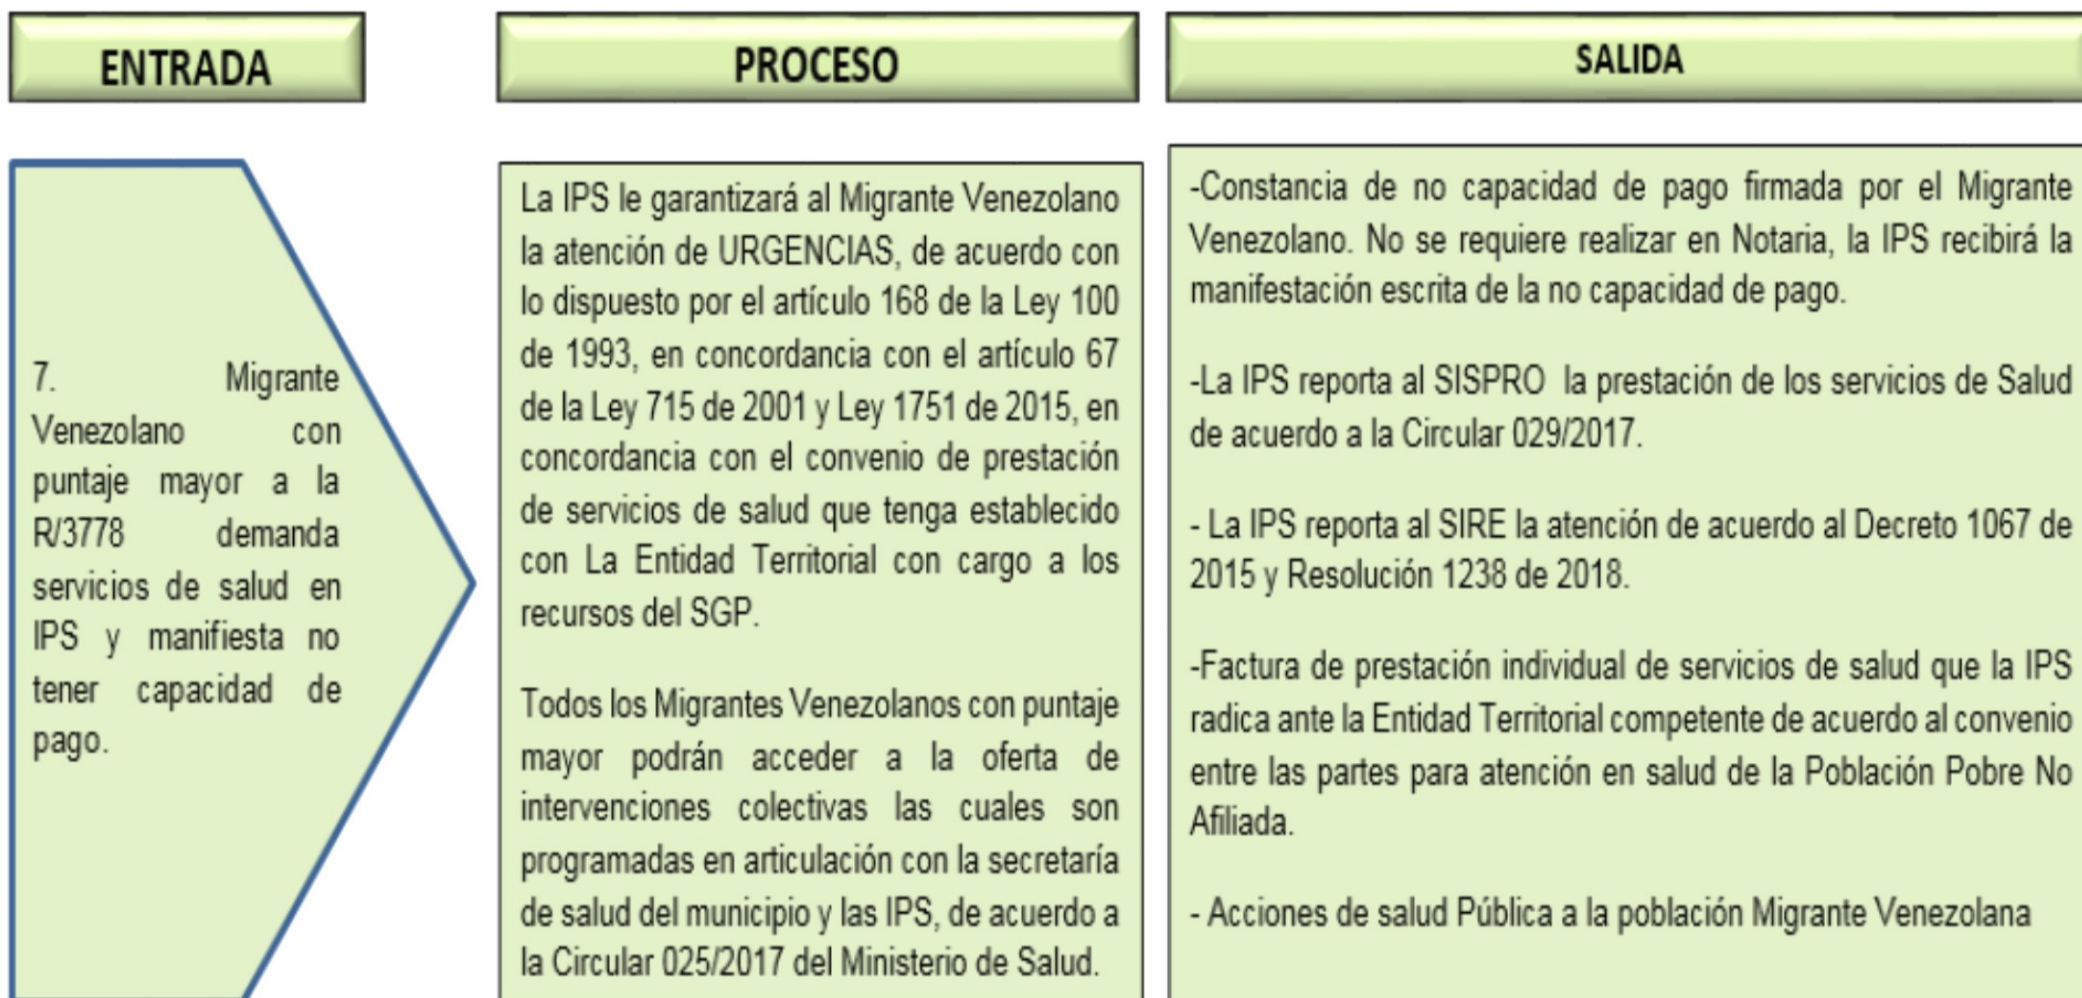 ENTRADA
PROCESO
SALIDA
7. Migrante
Venezolano con
puntaje mayor a la
R/3778 demanda
servicios de salud en
IPS y manifiesta no
tener capacidad de
pago.
La IPS le garantizará al Migrante Venezolano
la atención de URGENCIAS, de acuerdo con
lo dispuesto por el artículo 168 de la Ley 100
de 1993, en concordancia con el artículo 67
de la Ley 715 de 2001 y Ley 1751 de 2015, en
concordancia con el convenio de prestación
de servicios de salud que tenga establecido
con La Entidad Territorial con cargo a los
recursos del SGP.
Todos los Migrantes Venezolanos con puntaje
mayor podrán acceder a la oferta de
intervenciones colectivas las cuales son
programadas en articulación con la secretaría
de salud del municipio y las IPS, de acuerdo a
la Circular 025/2017 del Ministerio de Salud.
-Constancia de no capacidad de pago firmada por el Migrante
Venezolano. No se requiere realizar en Notaria, la IPS recibirá la
manifestación escrita de la no capacidad de pago.
-La IPS reporta al SISPRO la prestación de los servicios de Salud
de acuerdo a la Circular 029/2017.
- La IPS reporta al SIRE la atención de acuerdo al Decreto 1067 de
2015 y Resolución 1238 de 2018.
-Factura de prestación individual de servicios de salud que la IPS
radica ante la Entidad Territorial competente de acuerdo al convenio
entre las partes para atención en salud de la Población Pobre No
Afiliada.
- Acciones de salud Pública a la población Migrante Venezolana